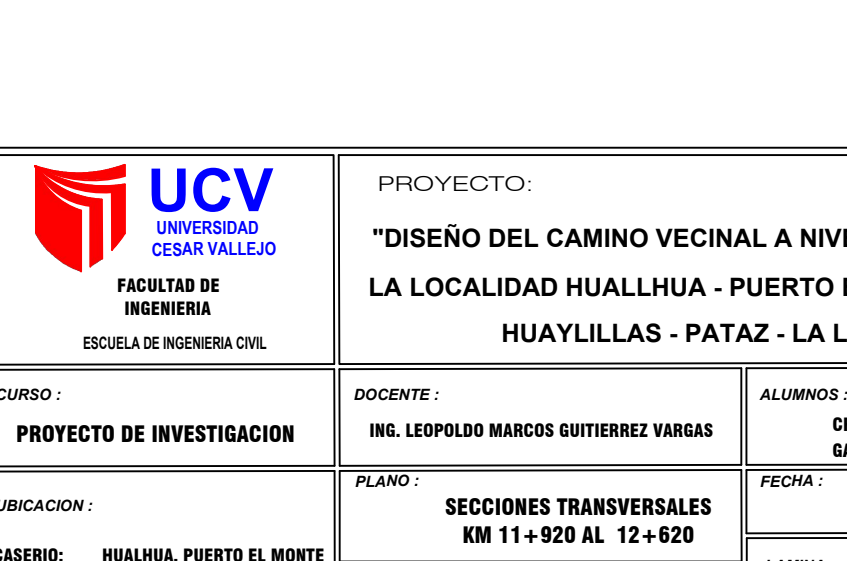 UCV
UNIVERSIDAD
CESAR VALLEJO
FACULTAD DE
INGENIERIA
ESCUELA DE INGENIERIA CIVIL
PROYECTO:
"DISEÑO DEL CAMINO VECINAL A
LA LOCALIDAD HUALLHUA - PUERTO
HUAYLILLAS - PATAZ - LA
CURSO :
PROYECTO DE INVESTIGACION
DOCENTE :
ING. LEOPOLDO MARCOS GUITIERREZ VARGAS
ALUMNOS :
UBICACION :
CASERIO: HUALHUA, PUERTO EL MONTE
PLANO :
SECCIONES TRANSVERSALES
KM 11+920 AL 12+620
FECHA :